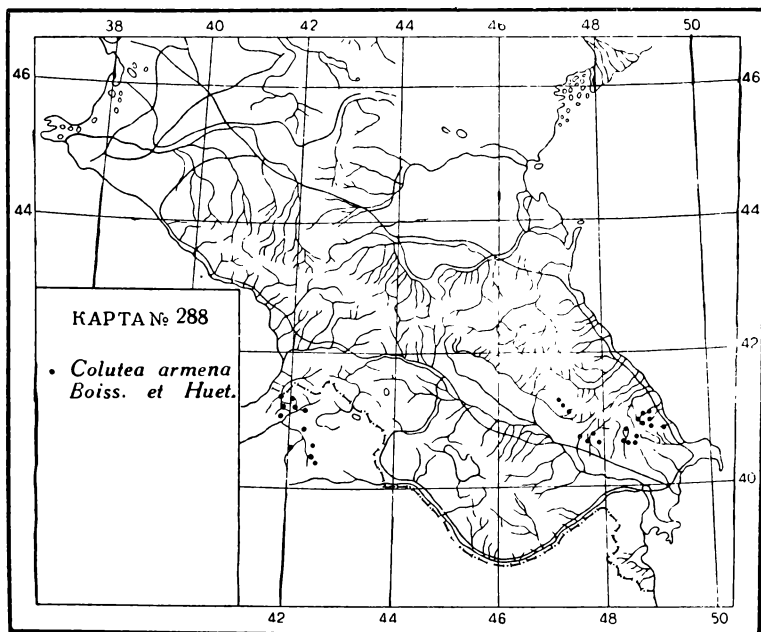 38 40 42 44 46 48 50
46 46
44 44
КАРТА № 288
42
• Colutea armena
Boiss. et Huet.
40
42 44 46 48 50